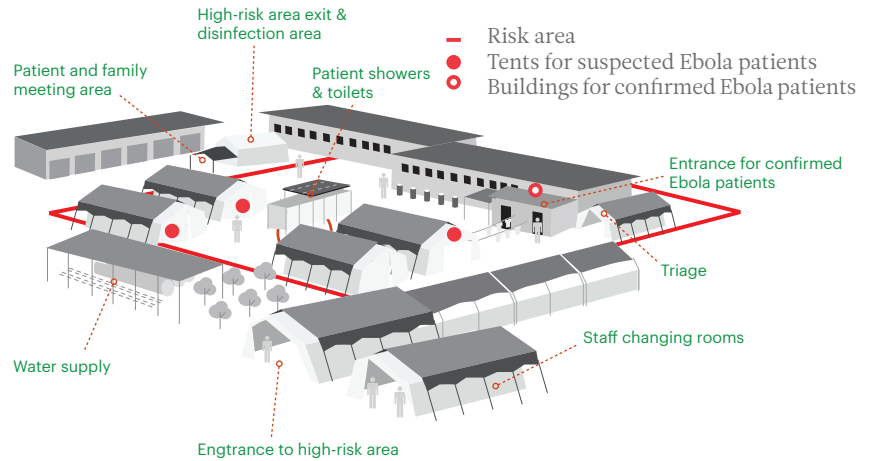 High-risk area exit &
disinfection area
Risk area
Tents for suspected Ebola patients
Buildings for confirmed Ebola patients
Patient and family
meeting area
Patient showers
& toilets
Entrance for confirmed
Ebola patients
Triage
Staff changing rooms
Water supply
Engtrance to high-risk area